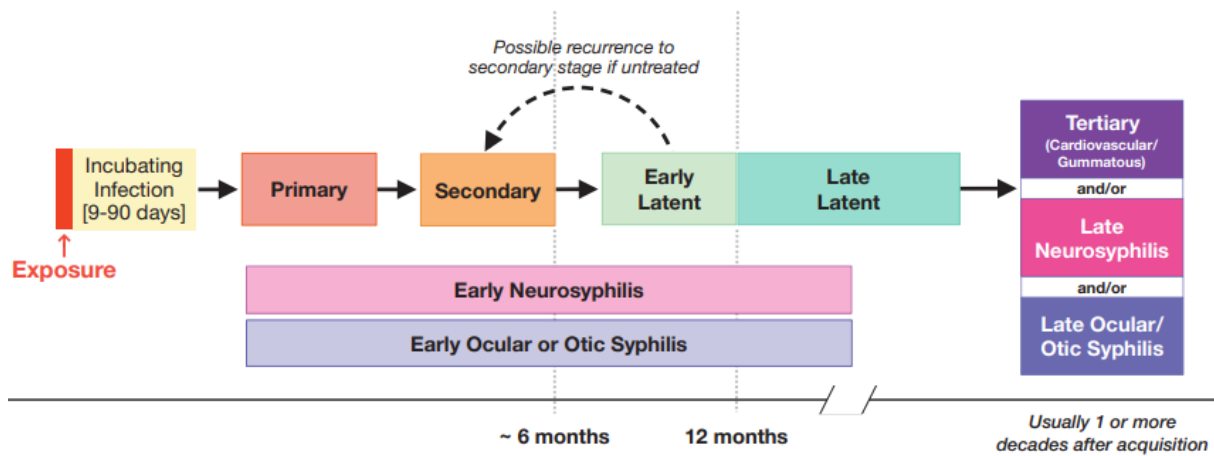 Possible recurrence to
secondary stage if untreated
Incubating
Infection
[9-90 days]
Exposure
Primary
Secondary
Early
Latent
Late
Latent
Tertiary
(Cardiovascular/
Gummatous)
and/or
Late
Neurosyphilis
and/or
Late Ocular/
Otic Syphilis
Early Neurosyphilis
Early Ocular or Otic Syphilis
~ 6 months
12 months
Usually 1 or more
decades after acquisition